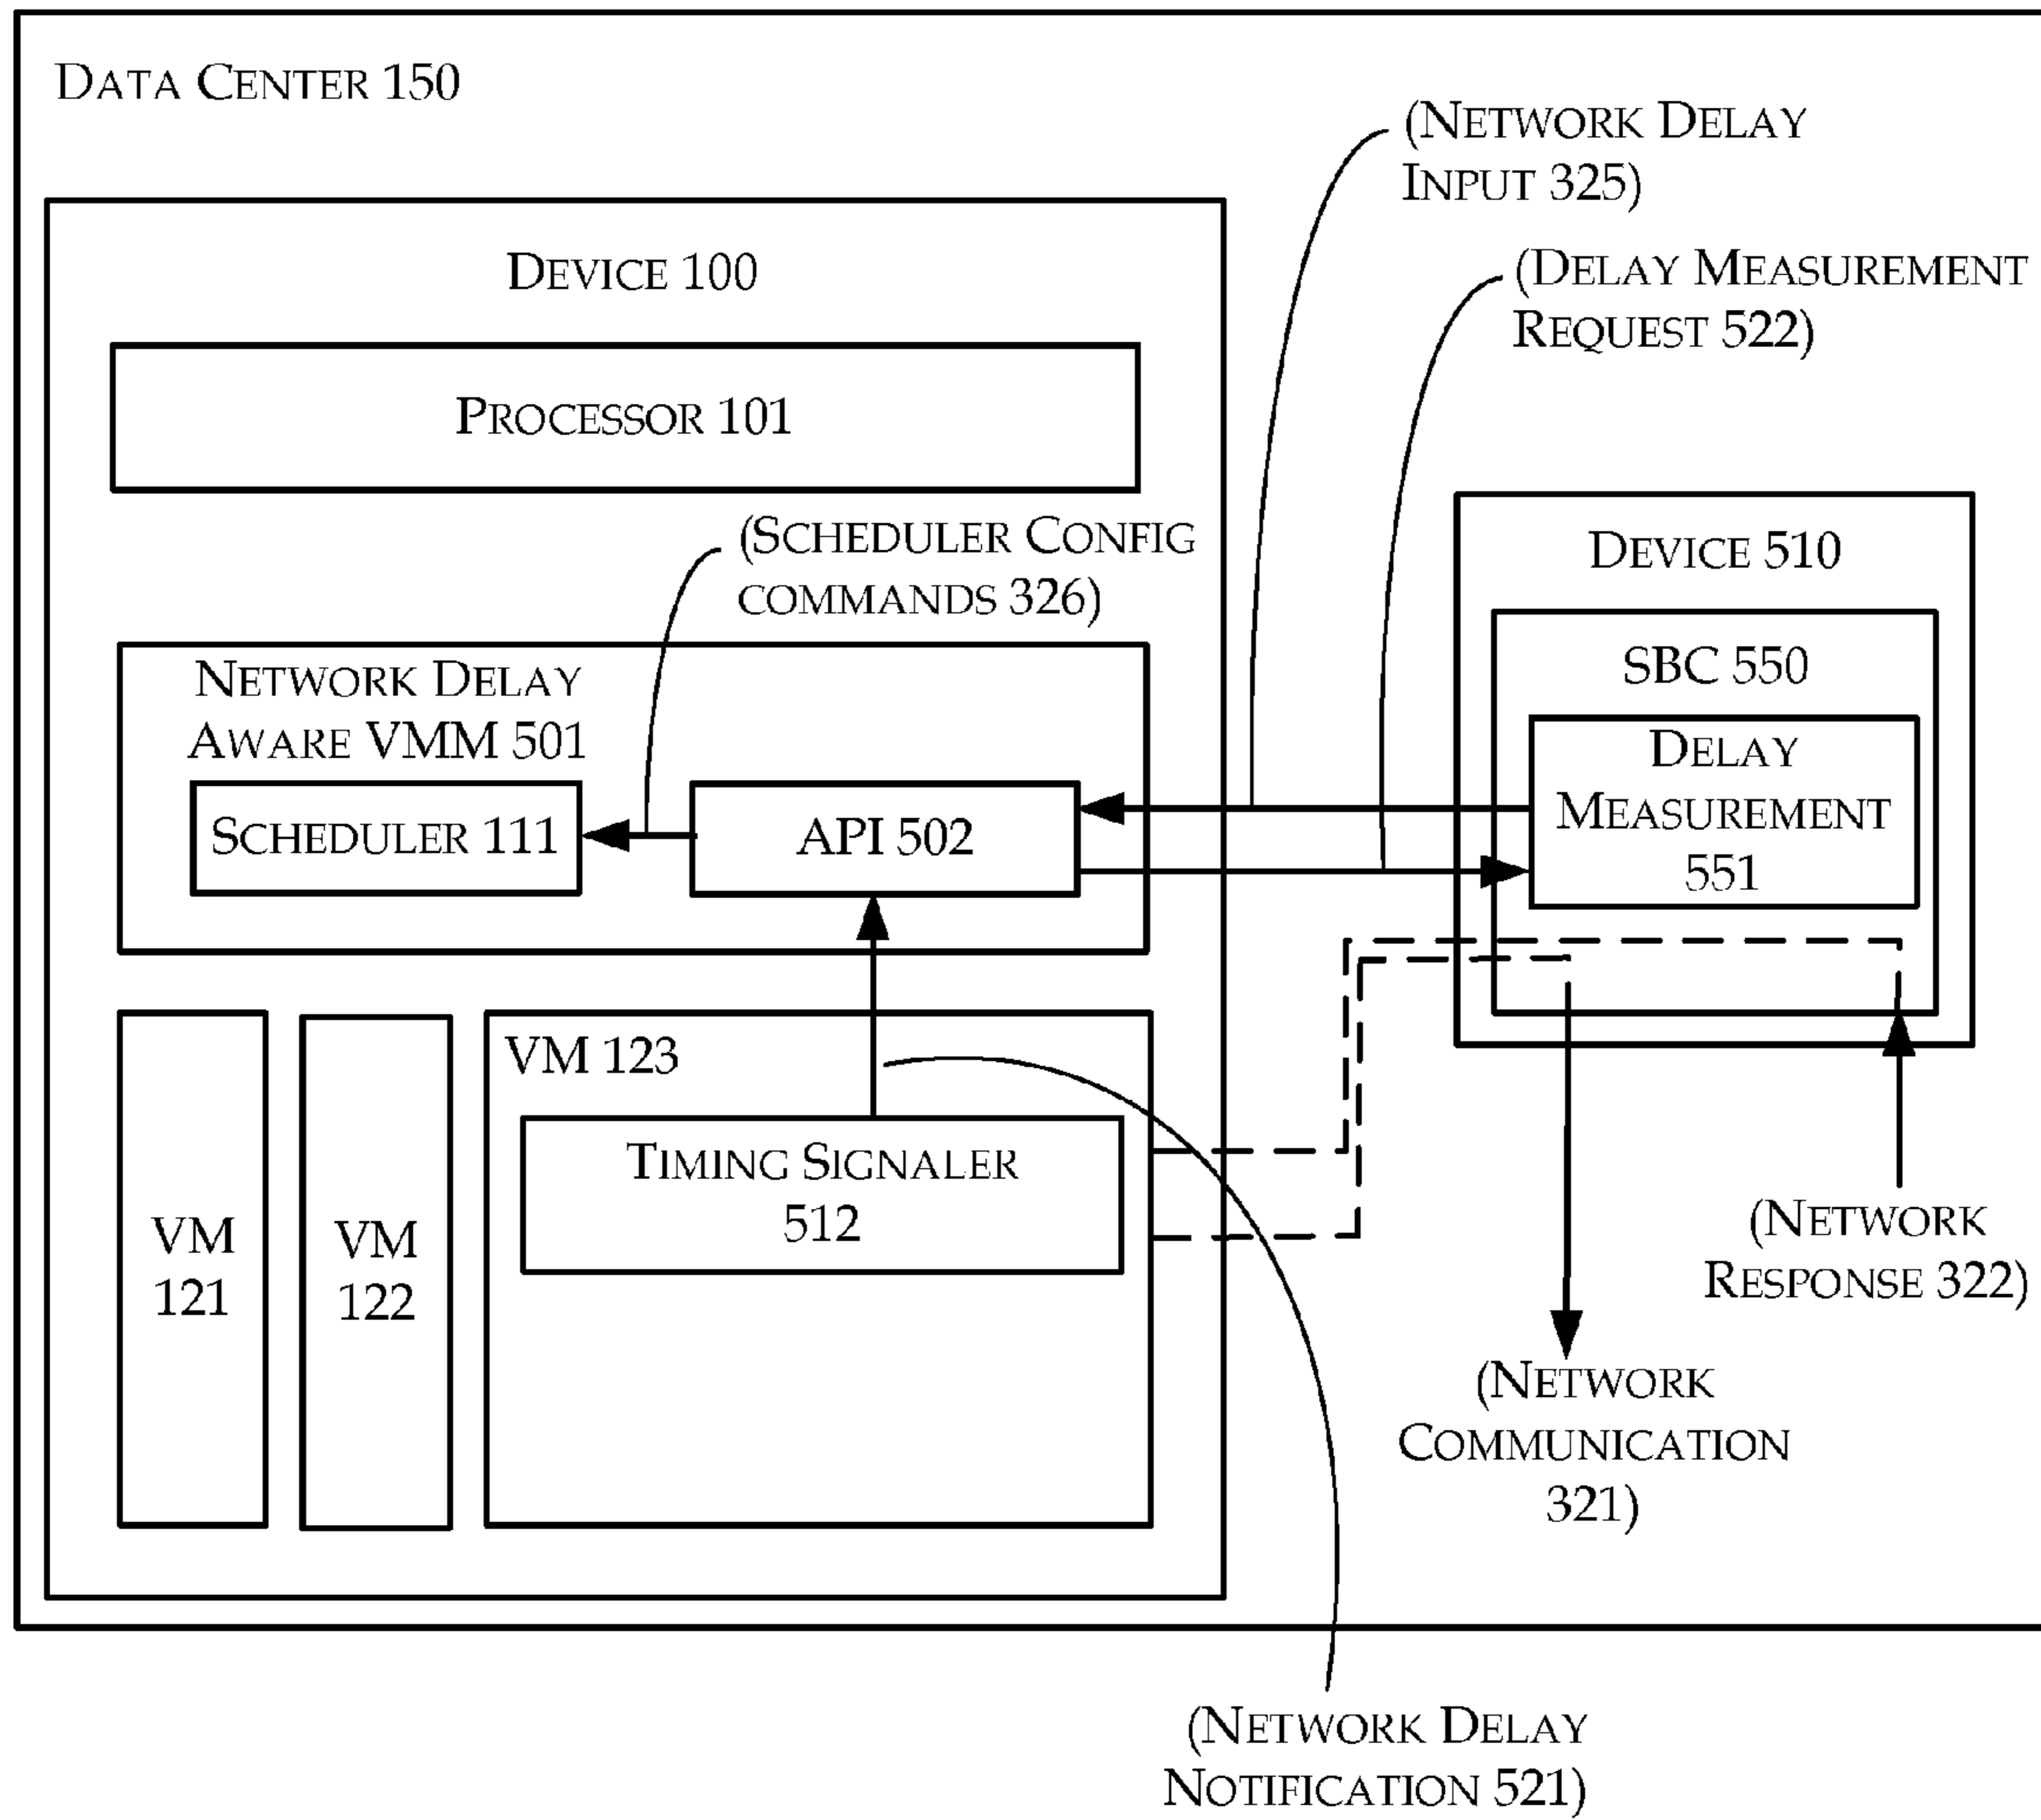 DATA CENTER 150
(NETWORK DELAY
INPUT 325)
(DELAY MEASUREMENT
REQUEST 522)
DEVICE 100
PROCESSOR 101
(SCHEDULER CONFIG
COMMANDS 326)
NETWORK DELAY
AWARE VMM 501
SCHEDULER 111
API 502
DEVICE 510
SBC 550
DELAY
MEASUREMENT
551
VM
121
VM
122
VM 123
TIMING SIGNALER
512
(NETWORK
RESPONSE 322)
(NETWORK
COMMUNICATION
321)
(NETWORK DELAY
NOTIFICATION 521)